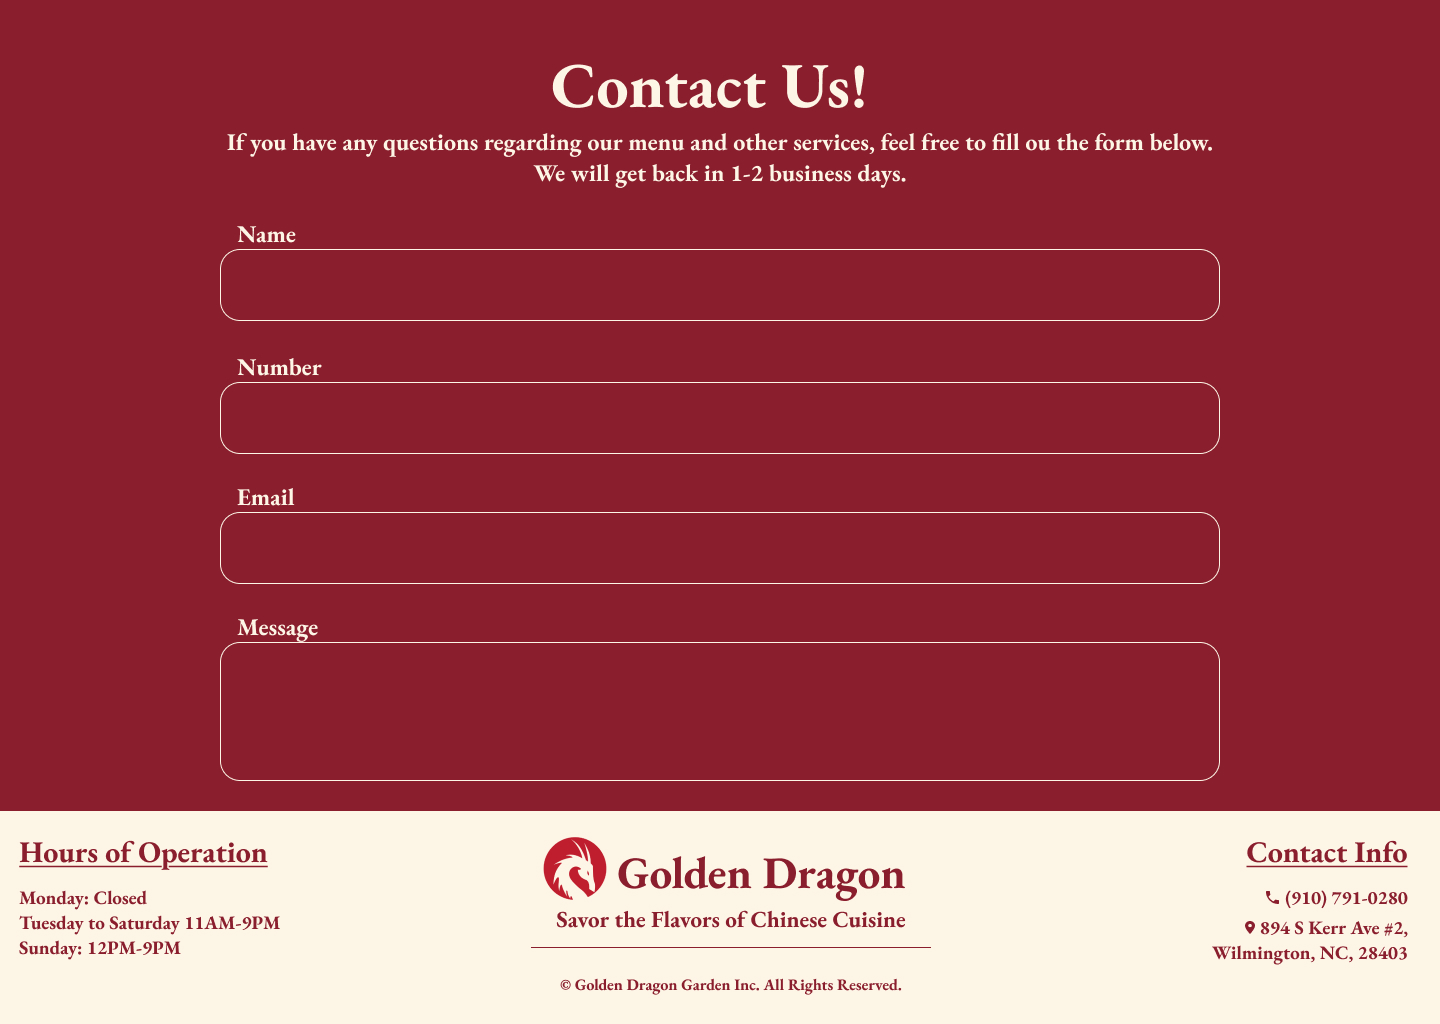 Contact Us!
If you have any questions regarding our menu and other services, feel free to fill ou the form below.
We will get back in 1-2 business days.
Name
Number
Email
Message
Hours of Operation
Monday: Closed
Tuesday to Saturday 11AM-9PM
Sunday: 12PM-9PM
Golden Dragon
Savor the Flavors of Chinese Cuisine
© Golden Dragon Garden Inc. All Rights Reserved.
Contact Info
(910) 791-0280
894 S Kerr Ave #2,
Wilmington, NC, 28403